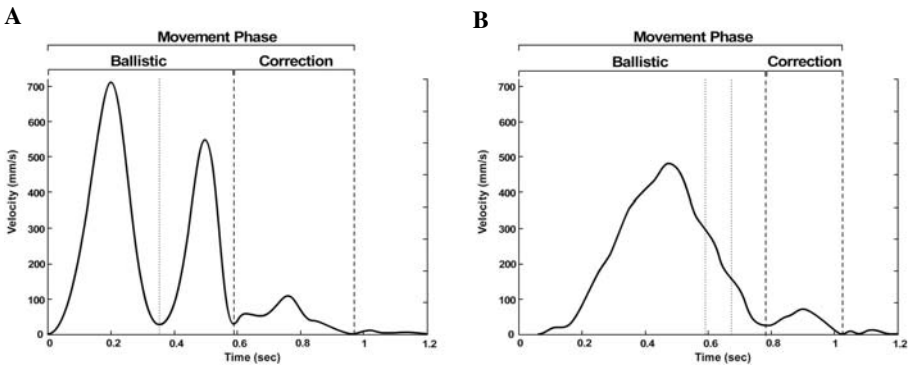 A
Movement Phase
Ballistic Correction
700
600
500
400
300
200
100
0
Velocity (mm/s)
0 0.2 0.4 0.6 0.8 1 1.2
Time (sec)
B
Movement Phase
Ballistic Correction
700
600
500
400
300
200
100
0
Velocity (mm/s)
0 0.2 0.4 0.6 0.8 1 1.2
Time (sec)